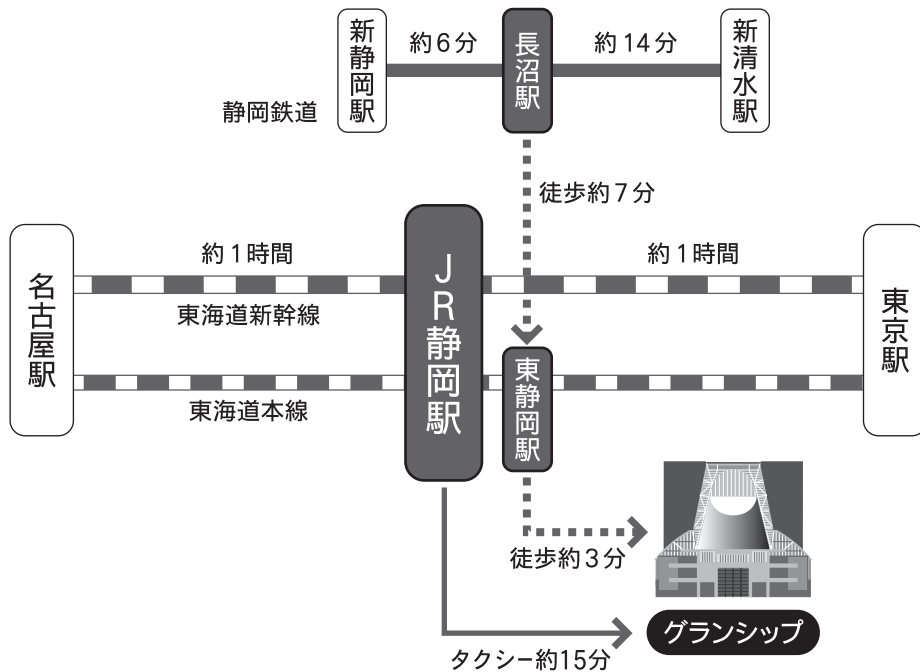 新静岡駅
約6分
長沼駅
約14分
新清水駅
静岡鉄道
徒歩約7分
名古屋駅
約1時間
東海道新幹線
JR静岡駅
約1時間
東京駅
東海道本線
東静岡駅
徒歩約3分
グランシップ
タクシー約15分